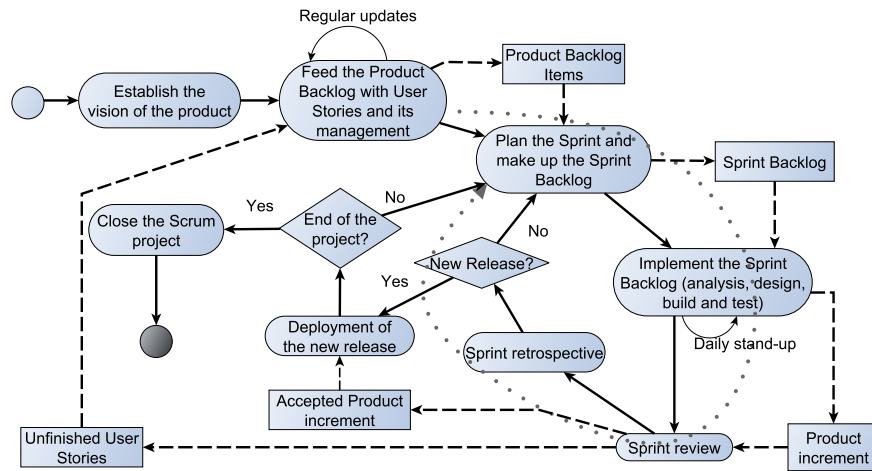 Regular updates
Establish the
vision of the product
Feed the Product
Backlog with User
Stories and its
management
Product Backlog
Items
Plan the Sprint and
make up the Sprint
Backlog
Sprint Backlog
Close the Scrum
project
Yes
End of the
project?
No
New Release?
No
Yes
Implement the Sprint
Backlog (analysis, design,
build and test)
Daily stand-up
Deployment of
the new release
Sprint retrospective
Accepted Product
increment
Unfinished User
Stories
Sprint review
Product
increment